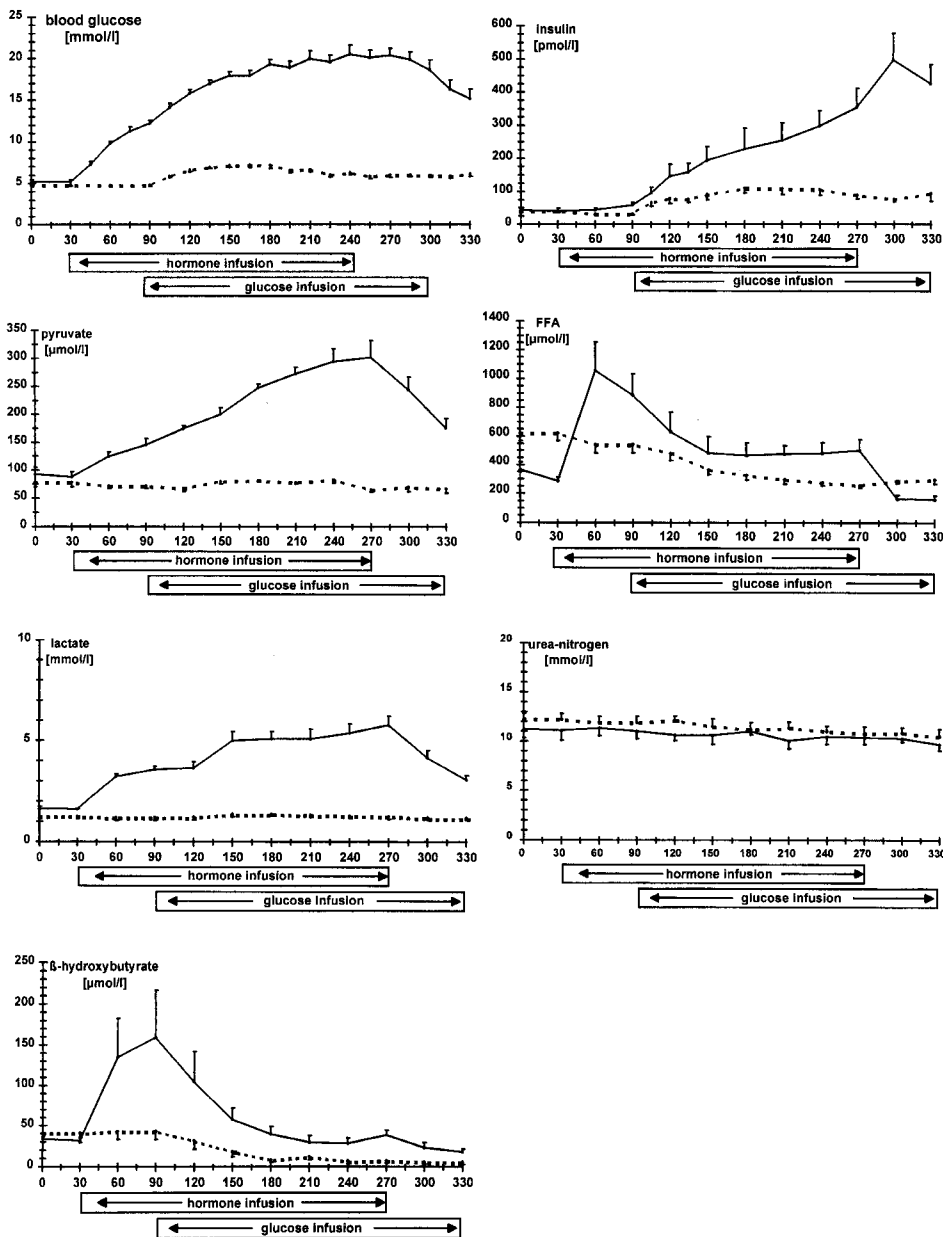 blood glucose
[mmol/l]
25
20
15
10
5
0
0 30 60 90 120 150 180 210 240 270 300 330
hormone infusion
glucose infusion
insulin
[pmol/l]
600
500
400
300
200
100
0
0 30 60 90 120 150 180 210 240 270 300 330
hormone infusion
glucose infusion
pyruvate
[µmol/l]
350
300
250
200
150
100
50
0
0 30 60 90 120 150 180 210 240 270 300 330
hormone infusion
glucose infusion
FFA
[µmol/l]
1400
1200
1000
800
600
400
200
0
0 30 60 90 120 150 180 210 240 270 300 330
hormone infusion
glucose infusion
lactate
[mmol/l]
10
5
0
0 30 60 90 120 150 180 210 240 270 300 330
hormone infusion
glucose infusion
urea-nitrogen
[mmol/l]
20
15
10
5
0
0 30 60 90 120 150 180 210 240 270 300 330
hormone infusion
glucose infusion
ß-hydroxybutyrate
[µmol/l]
250
200
150
100
50
0
0 30 60 90 120 150 180 210 240 270 300 330
hormone infusion
glucose infusion